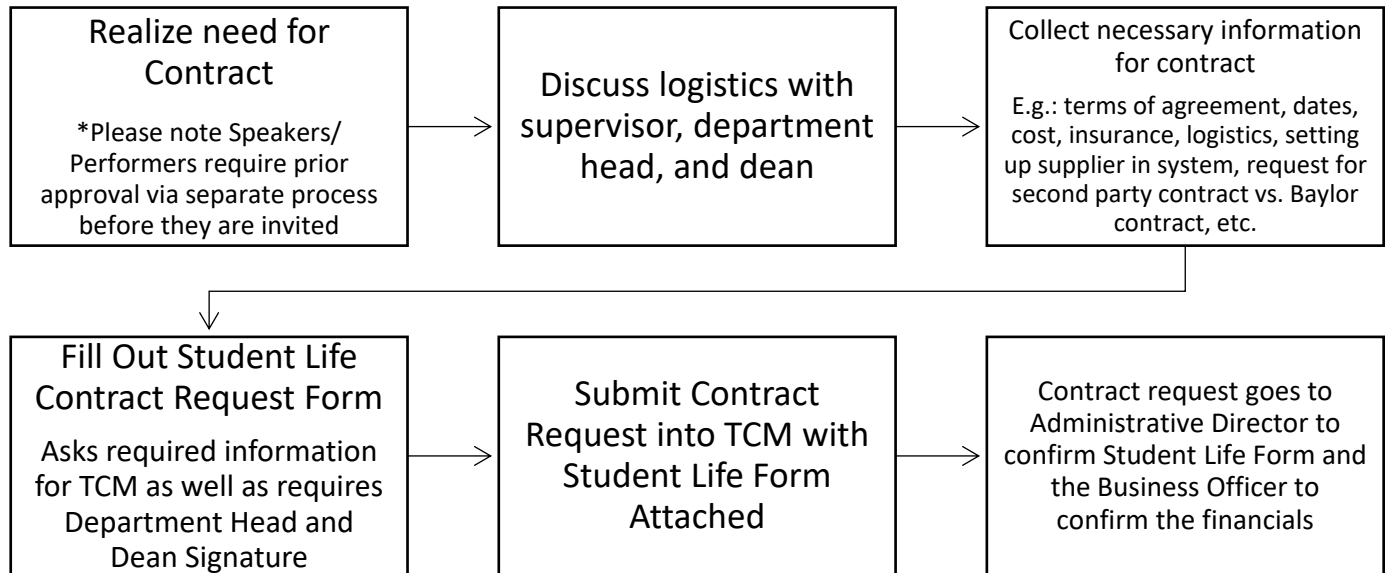 Realize need for
Contract
*Please note Speakers/
Performers require prior
approval via separate process
before they are invited
Discuss logistics with
supervisor, department
head, and dean
Collect necessary information
for contract
E.g.: terms of agreement, dates,
cost, insurance, logistics, setting
up supplier in system, request for
second party contract vs. Baylor
contract, etc.
Fill Out Student Life
Contract Request Form
Asks required information
for TCM as well as requires
Department Head and
Dean Signature
Submit Contract
Request into TCM with
Student Life Form
Attached
Contract request goes to
Administrative Director to
confirm Student Life Form and
the Business Officer to
confirm the financials